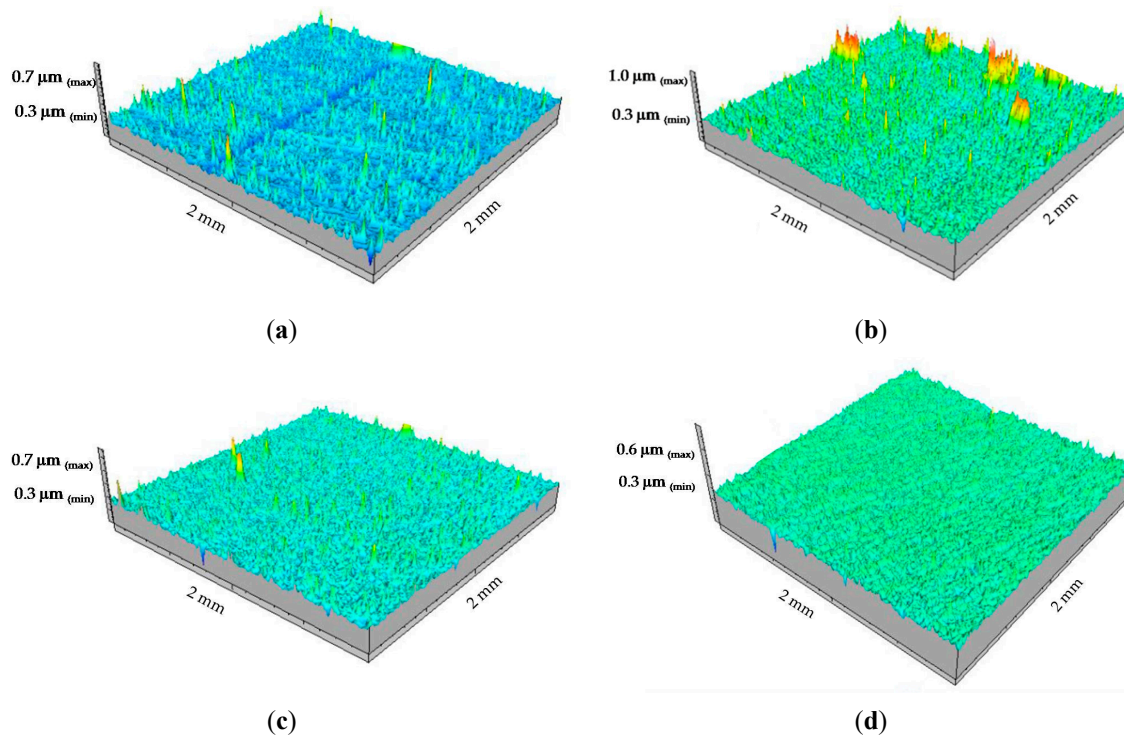 0.7 μm (max)
0.3 μm (min)
2 mm
2 mm
(a)
1.0 μm (max)
0.3 μm (min)
2 mm
2 mm
(b)
0.7 μm (max)
0.3 μm (min)
2 mm
2 mm
(c)
0.6 μm (max)
0.3 μm (min)
2 mm
2 mm
(d)